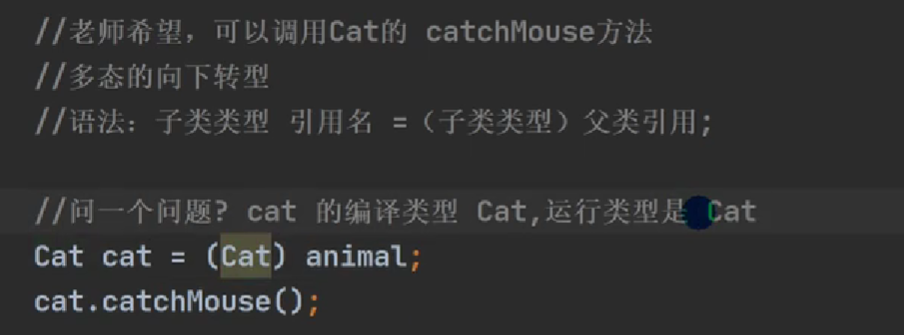 //老师希望，可以调用Cat的 catchMouse方法
//多态的向下转型
//语法：子类类型 引用名 =（子类类型）父类引用;
//问一个问题? cat 的编译类型 Cat,运行类型是 Cat
Cat cat = (Cat) animal;
cat.catchMouse();